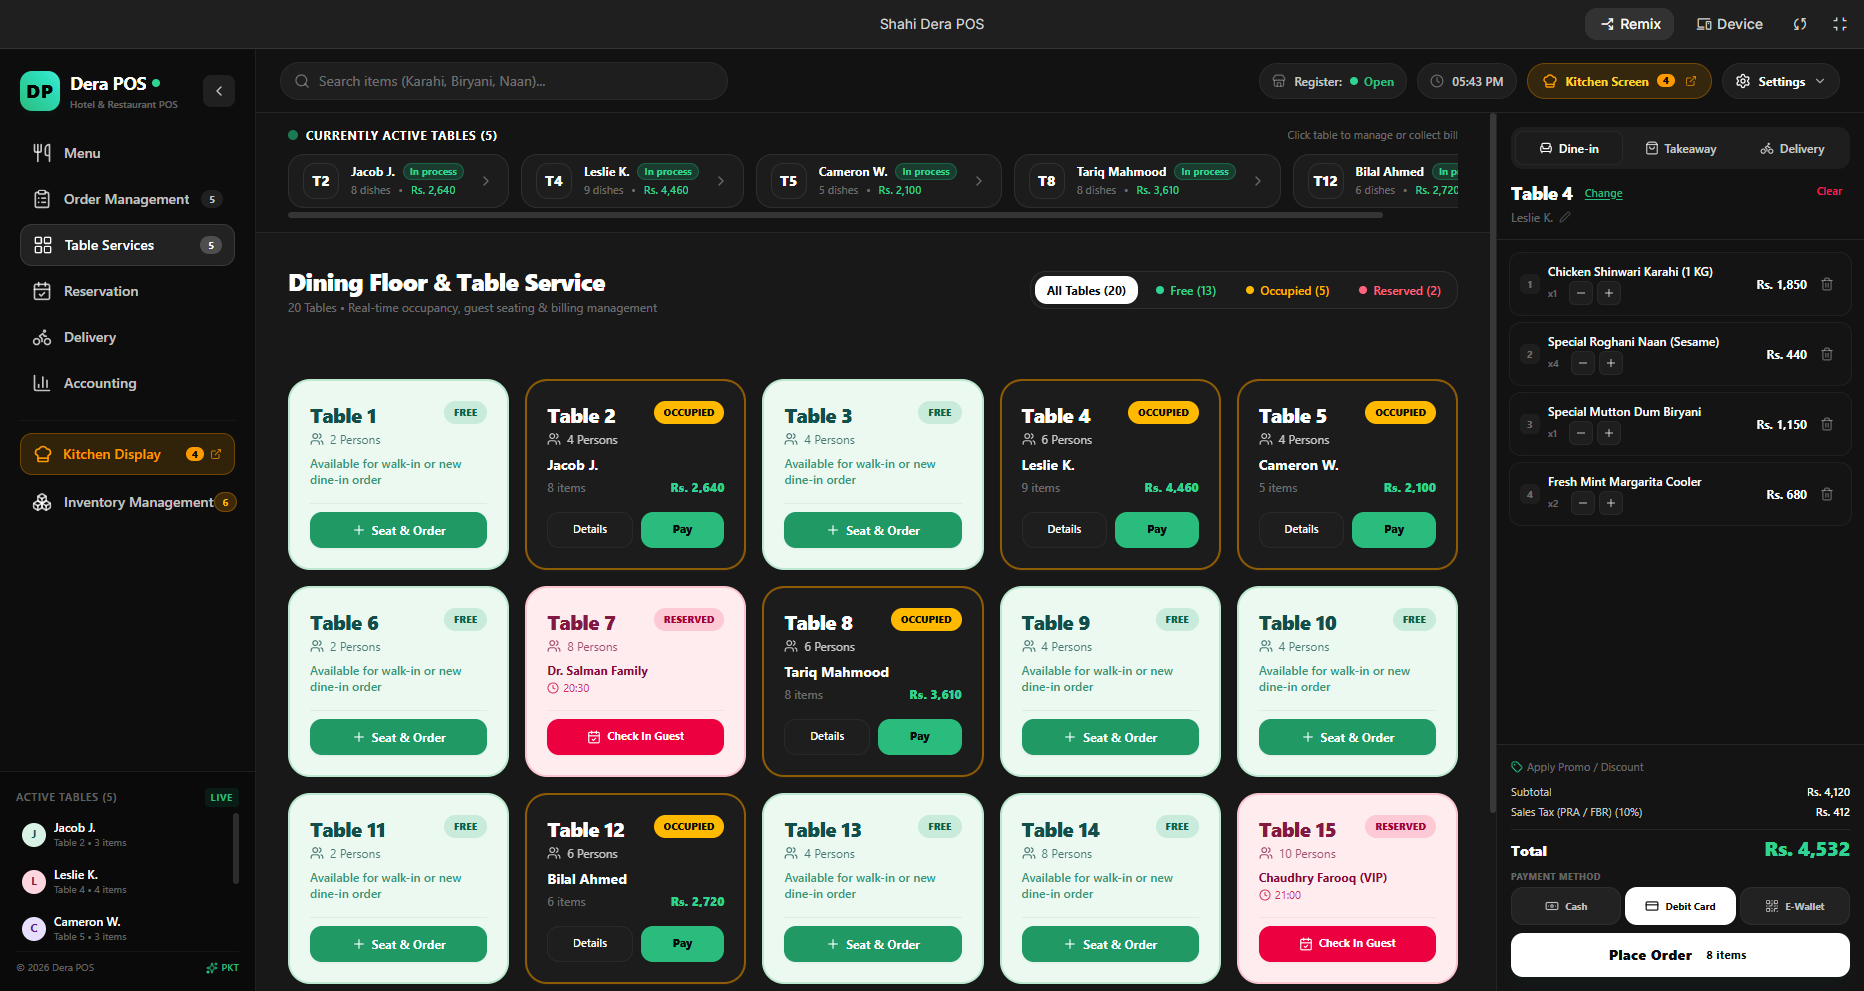 Shahi Dera POS
Remix
Device
DP
Dera POS
Hotel & Restaurant POS
Menu
Order Management 5
Table Services 5
Reservation
Delivery
Accounting
Kitchen Display 4
Inventory Management 6
ACTIVE TABLES (5) LIVE
J
Jacob J.
Table 2 • 3 items
L
Leslie K.
Table 4 • 4 items
C
Cameron W.
Table 5 • 3 items
© 2026 Dera POS PKT
Search items (Karahi, Biryani, Naan)...
Register: Open
05:43 PM
Kitchen Screen 4
Settings
CURRENTLY ACTIVE TABLES (5)
Click table to manage or collect bill
T2
Jacob J. In process
8 dishes • Rs. 2,640
T4
Leslie K. In process
9 dishes • Rs. 4,460
T5
Cameron W. In process
5 dishes • Rs. 2,100
T8
Tariq Mahmood In process
8 dishes • Rs. 3,610
T12
Bilal Ahmed In p
6 dishes • Rs. 2,720
Dining Floor & Table Service
20 Tables • Real-time occupancy, guest seating & billing management
All Tables (20)
Free (13)
Occupied (5)
Reserved (2)
Table 1 FREE
2 Persons
Available for walk-in or new
dine-in order
+ Seat & Order
Table 2 OCCUPIED
4 Persons
Jacob J.
8 items Rs. 2,640
Details Pay
Table 3 FREE
4 Persons
Available for walk-in or new
dine-in order
+ Seat & Order
Table 4 OCCUPIED
6 Persons
Leslie K.
9 items Rs. 4,460
Details Pay
Table 5 OCCUPIED
4 Persons
Cameron W.
5 items Rs. 2,100
Details Pay
Table 6 FREE
2 Persons
Available for walk-in or new
dine-in order
+ Seat & Order
Table 7 RESERVED
8 Persons
Dr. Salman Family
20:30
Check In Guest
Table 8 OCCUPIED
6 Persons
Tariq Mahmood
8 items Rs. 3,610
Details Pay
Table 9 FREE
4 Persons
Available for walk-in or new
dine-in order
+ Seat & Order
Table 10 FREE
4 Persons
Available for walk-in or new
dine-in order
+ Seat & Order
Table 11 FREE
2 Persons
Available for walk-in or new
dine-in order
+ Seat & Order
Table 12 OCCUPIED
6 Persons
Bilal Ahmed
6 items Rs. 2,720
Details Pay
Table 13 FREE
4 Persons
Available for walk-in or new
dine-in order
+ Seat & Order
Table 14 FREE
8 Persons
Available for walk-in or new
dine-in order
+ Seat & Order
Table 15 RESERVED
10 Persons
Chaudhry Farooq (VIP)
21:00
Check In Guest
Dine-in
Takeaway
Delivery
Table 4 Change Clear
Leslie K.
1 Chicken Shinwari Karahi (1 KG)
x1 − + Rs. 1,850
2 Special Roghani Naan (Sesame)
x4 − + Rs. 440
3 Special Mutton Dum Biryani
x1 − + Rs. 1,150
4 Fresh Mint Margarita Cooler
x2 − + Rs. 680
Apply Promo / Discount
Subtotal Rs. 4,120
Sales Tax (PRA / FBR) (10%) Rs. 412
Total Rs. 4,532
PAYMENT METHOD
Cash
Debit Card
E-Wallet
Place Order 8 items